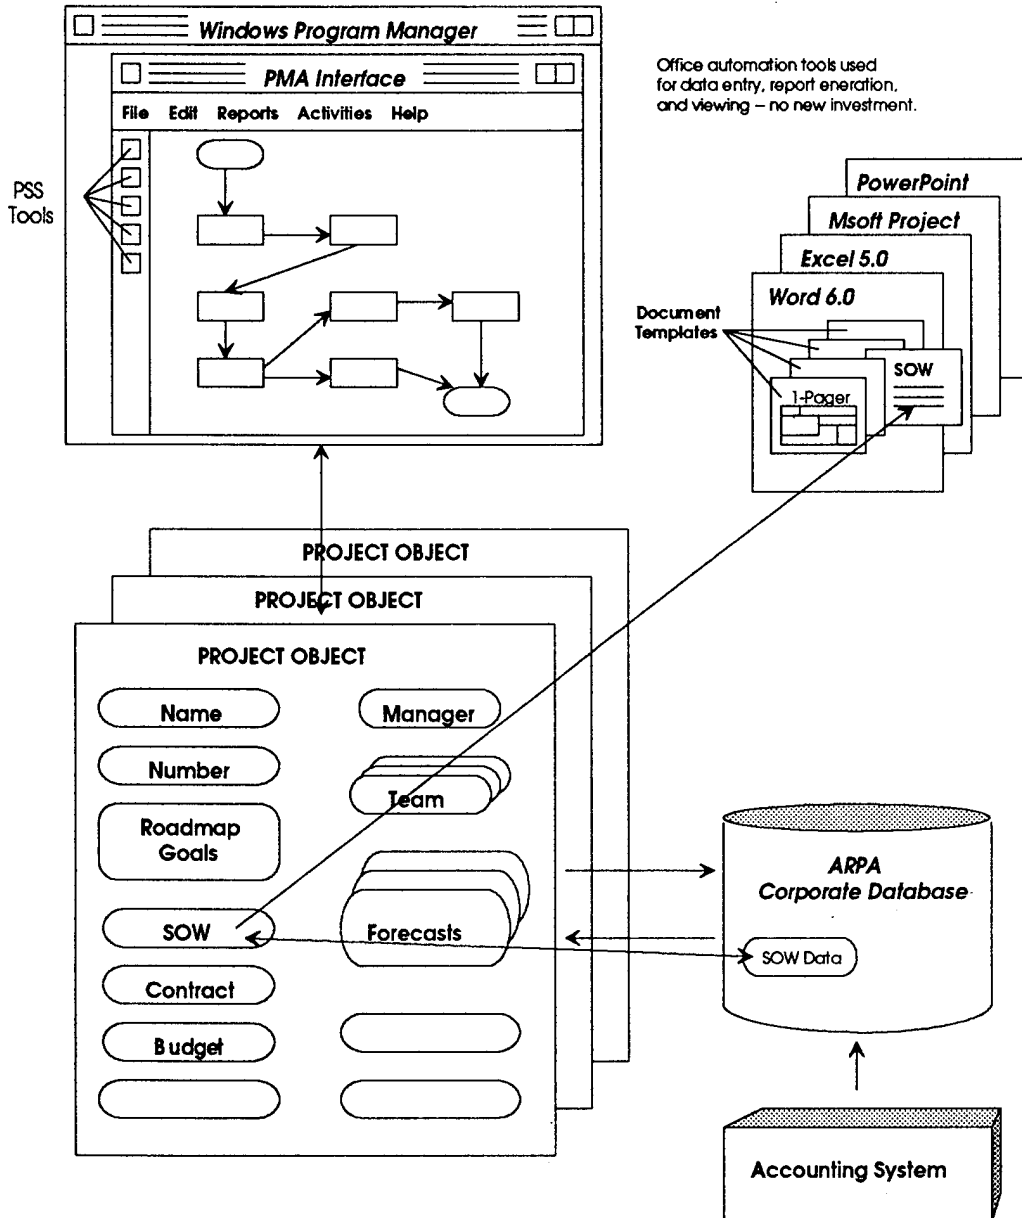 Windows Program Manager
PMA Interface
File Edit Reports Activities Help
PSS
Tools
Office automation tools used
for data entry, report eneration,
and viewing – no new investment.
PowerPoint
Msoft Project
Excel 5.0
Word 6.0
Document
Templates
SOW
1-Pager
PROJECT OBJECT
PROJECT OBJECT
PROJECT OBJECT
Name
Number
Roadmap
Goals
SOW
Contract
Budget
Manager
Team
Forecasts
ARPA
Corporate Database
SOW Data
Accounting System